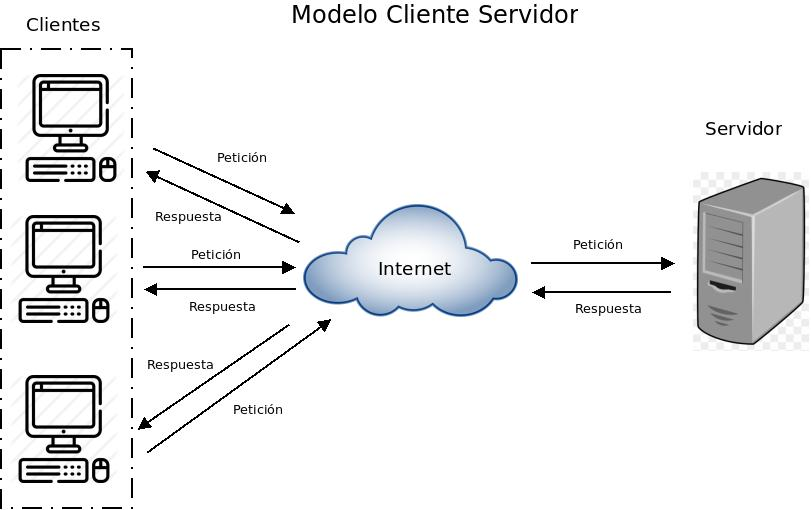 Modelo Cliente Servidor
Clientes
Servidor
Petición
Respuesta
Petición
Respuesta
Internet
Petición
Respuesta
Respuesta
Petición